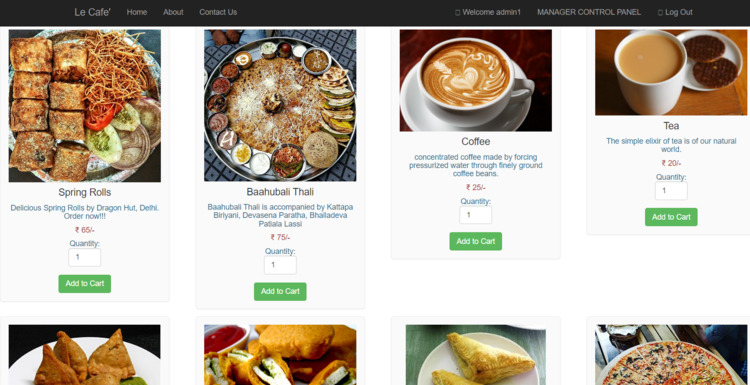 Le Cafe' Home About Contact Us Welcome admin1 MANAGER CONTROL PANEL Log Out
Spring Rolls
Delicious Spring Rolls by Dragon Hut, Delhi.
Order now!!!
₹ 65/-
Quantity:
1
Add to Cart
Baahubali Thali
Baahubali Thali is accompanied by Kattapa
Biriyani, Devasena Paratha, Bhalladeva
Patiala Lassi
₹ 75/-
Quantity:
1
Add to Cart
Coffee
concentrated coffee made by forcing
pressurized water through finely ground
coffee beans.
₹ 25/-
Quantity:
1
Add to Cart
Tea
The simple elixir of tea is of our natural
world.
₹ 20/-
Quantity:
1
Add to Cart